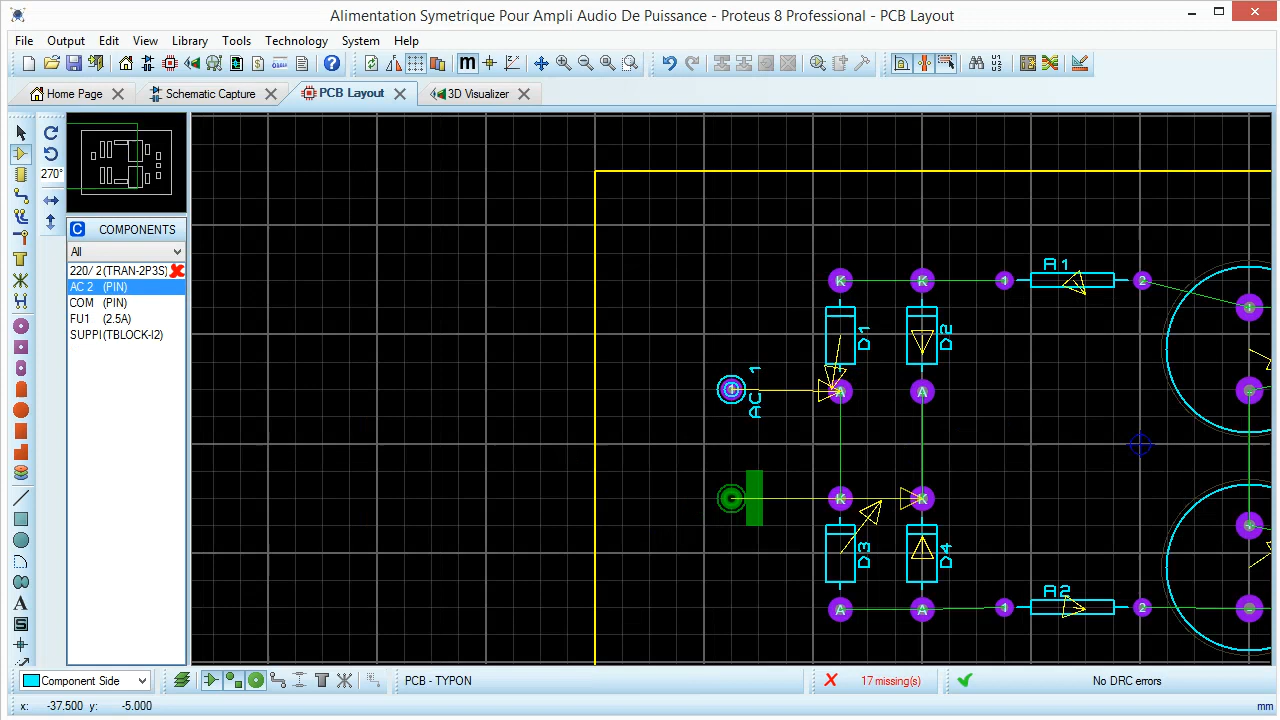 Alimentation Symetrique Pour Ampli Audio De Puissance - Proteus 8 Professional - PCB Layout
File Output Edit View Library Tools Technology System Help
Home Page Schematic Capture PCB Layout 3D Visualizer
270°
C COMPONENTS
All
220/ 2(TRAN-2P3S)
AC 2 (PIN)
COM (PIN)
FU1 (2.5A)
SUPPI(TBLOCK-I2)
K K 1 A1 2
D1 D2
1 AC 1 A A
K K
D3 D4
A A 1 A2 2
Component Side PCB - TYPON 17 missing(s) No DRC errors
x: -37.500 y: -5.000 mm